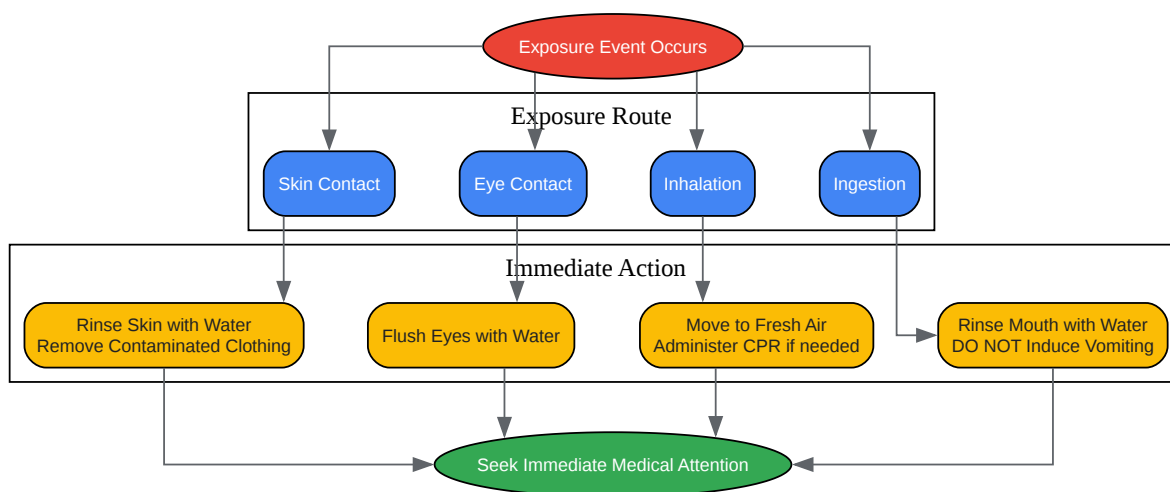 Exposure Event Occurs
Exposure Route
Skin Contact
Eye Contact
Inhalation
Ingestion
Immediate Action
Rinse Skin with Water
Remove Contaminated Clothing
Flush Eyes with Water
Move to Fresh Air
Administer CPR if needed
Rinse Mouth with Water
DO NOT Induce Vomiting
Seek Immediate Medical Attention